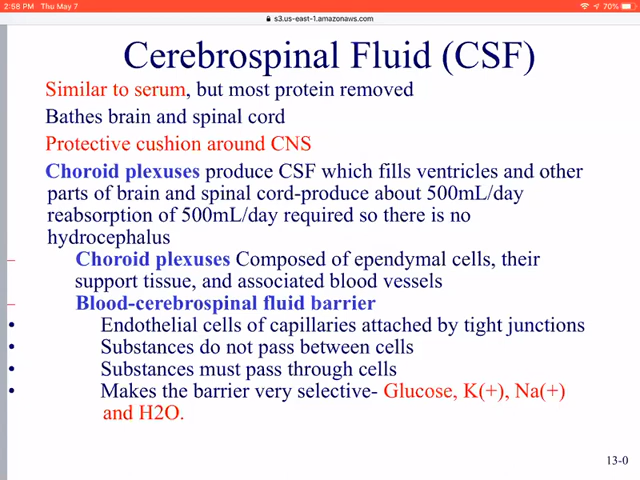 2:58 PM Thu May 7 70%
s3.us-east-1.amazonaws.com
Cerebrospinal Fluid (CSF)
Similar to serum, but most protein removed
Bathes brain and spinal cord
Protective cushion around CNS
Choroid plexuses produce CSF which fills ventricles and other
parts of brain and spinal cord-produce about 500mL/day
reabsorption of 500mL/day required so there is no
hydrocephalus
– Choroid plexuses Composed of ependymal cells, their
support tissue, and associated blood vessels
– Blood-cerebrospinal fluid barrier
• Endothelial cells of capillaries attached by tight junctions
• Substances do not pass between cells
• Substances must pass through cells
• Makes the barrier very selective- Glucose, K(+), Na(+)
and H2O.
13-0